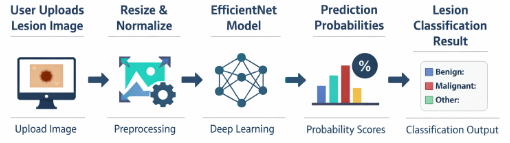 User Uploads
Lesion Image
Resize &
Normalize
EfficientNet
Model
Prediction
Probabilities
Lesion
Classification
Result
%
Benign:
Malignant:
Other:
Upload Image
Preprocessing
Deep Learning
Probability Scores
Classification Output